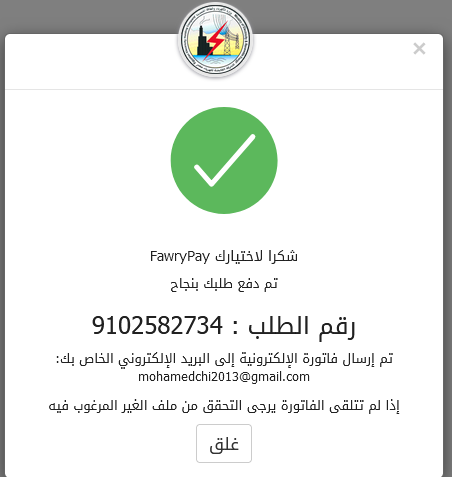 ×
شكرا لاختيارك FawryPay
تم دفع طلبك بنجاح
رقم الطلب : 9102582734
تم إرسال فاتورة الإلكترونية إلى البريد الإلكتروني الخاص بك:
mohamedchi2013@gmail.com
إذا لم تتلقى الفاتورة يرجى التحقق من ملف الغير المرغوب فيه
غلق